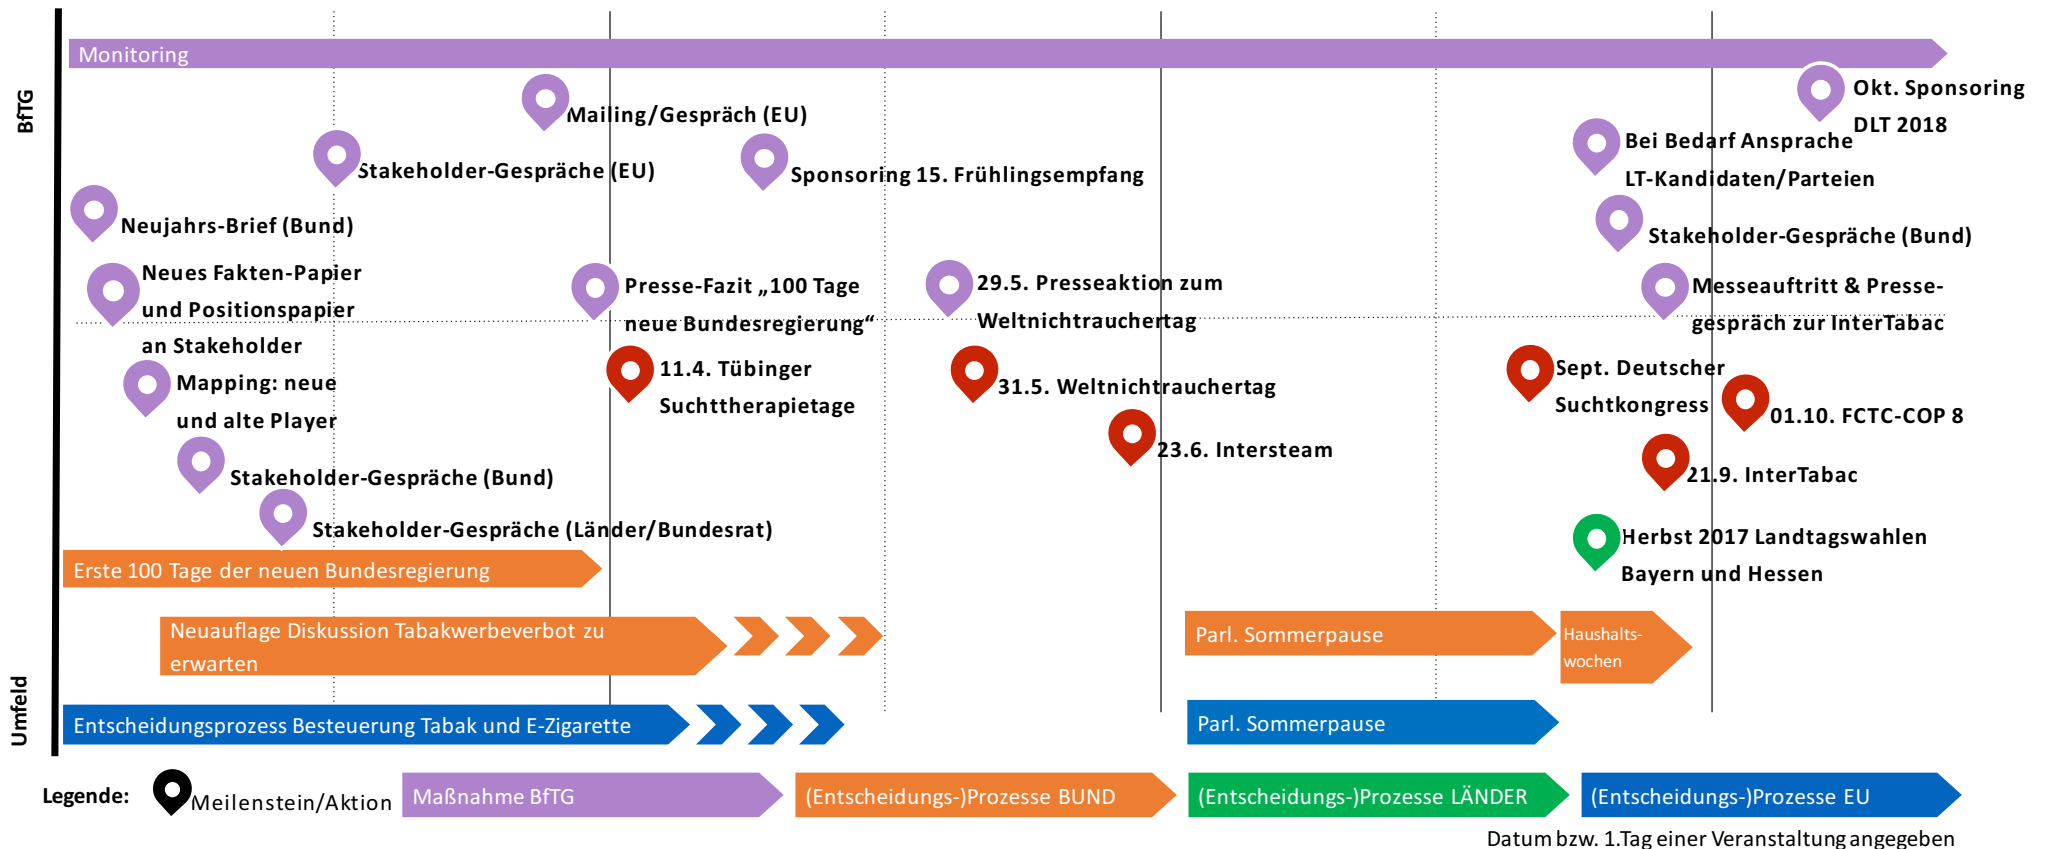 BfTG
Monitoring
Okt. Sponsoring
DLT 2018
Mailing/Gespräch (EU)
Bei Bedarf Ansprache
LT-Kandidaten/Parteien
Stakeholder-Gespräche (EU)
Sponsoring 15. Frühlingsempfang
Neujahrs-Brief (Bund)
Stakeholder-Gespräche (Bund)
Neues Fakten-Papier
und Positionspapier
an Stakeholder
Presse-Fazit „100 Tage
neue Bundesregierung“
29.5. Presseaktion zum
Weltnichtrauchertag
Messeauftritt & Presse-
gespräch zur InterTabac
Mapping: neue
und alte Player
11.4. Tübinger
Suchttherapietage
31.5. Weltnichtrauchertag
Sept. Deutscher
Suchtkongress
01.10. FCTC-COP 8
23.6. Intersteam
21.9. InterTabac
Stakeholder-Gespräche (Bund)
Stakeholder-Gespräche (Länder/Bundesrat)
Herbst 2017 Landtagswahlen
Bayern und Hessen
Umfeld
Erste 100 Tage der neuen Bundesregierung
Neuauflage Diskussion Tabakwerbeverbot zu
erwarten
Parl. Sommerpause
Haushalts-
wochen
Entscheidungsprozess Besteuerung Tabak und E-Zigarette
Parl. Sommerpause
Legende:
Meilenstein/Aktion
Maßnahme BfTG
(Entscheidungs-)Prozesse BUND
(Entscheidungs-)Prozesse LÄNDER
(Entscheidungs-)Prozesse EU
Datum bzw. 1.Tag einer Veranstaltung angegeben